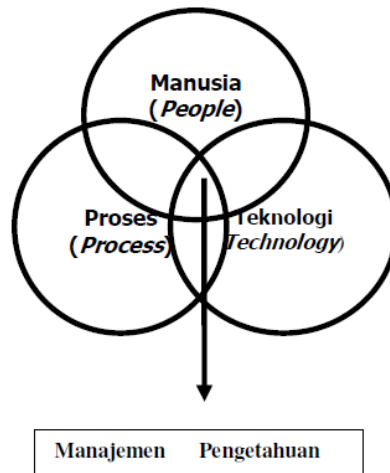 Manusia
(People)
Proses
(Process)
Teknologi
Technology)
Manajemen Pengetahuan